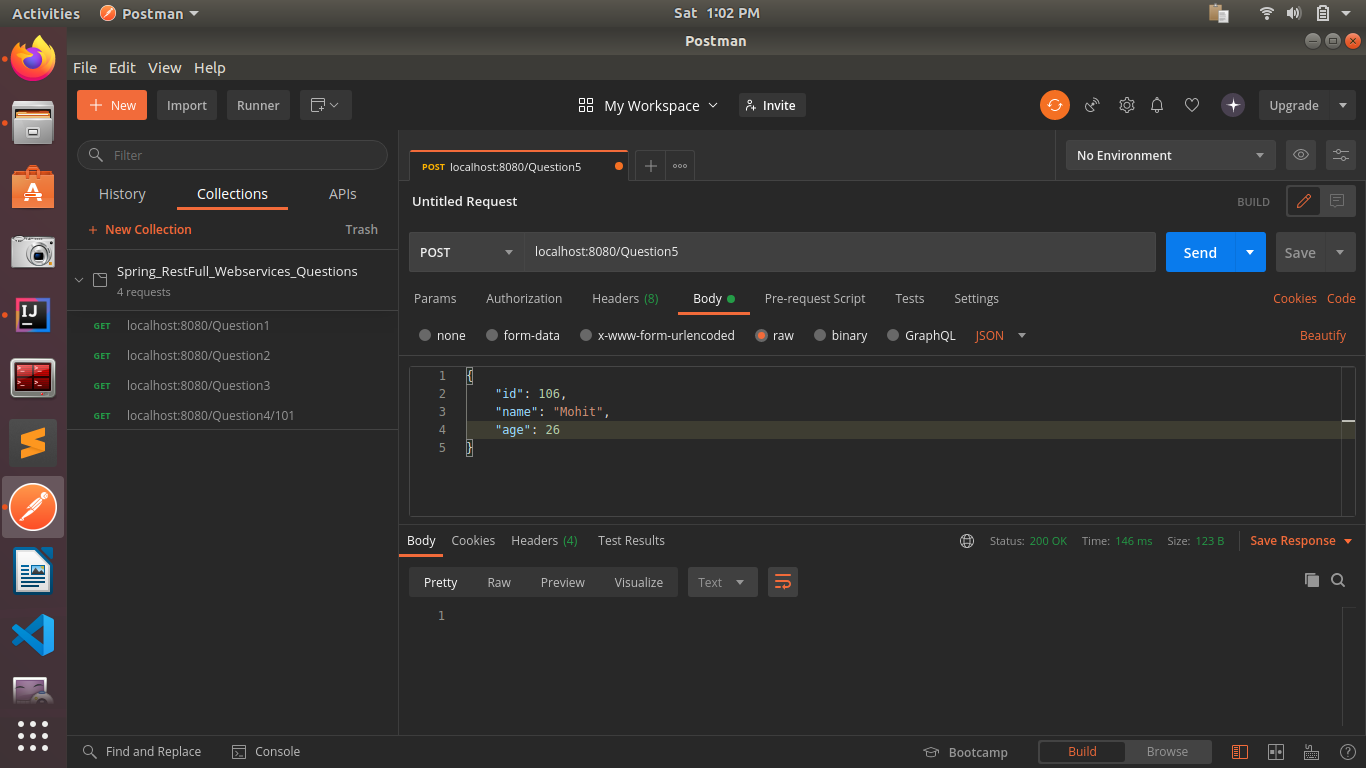 Activities Postman Sat 1:02 PM
Postman
File Edit View Help
+ New Import Runner My Workspace Invite Upgrade
Filter
History Collections APIs
+ New Collection Trash
Spring_RestFull_Webservices_Questions
4 requests
GET localhost:8080/Question1
GET localhost:8080/Question2
GET localhost:8080/Question3
GET localhost:8080/Question4/101
POST localhost:8080/Question5
No Environment
Untitled Request BUILD
POST localhost:8080/Question5 Send Save
Params Authorization Headers (8) Body Pre-request Script Tests Settings Cookies Code
none form-data x-www-form-urlencoded raw binary GraphQL JSON Beautify
1 {
2 "id": 106,
3 "name": "Mohit",
4 "age": 26
5 }
Body Cookies Headers (4) Test Results Status: 200 OK Time: 146 ms Size: 123 B Save Response
Pretty Raw Preview Visualize Text
1
Find and Replace Console Bootcamp Build Browse